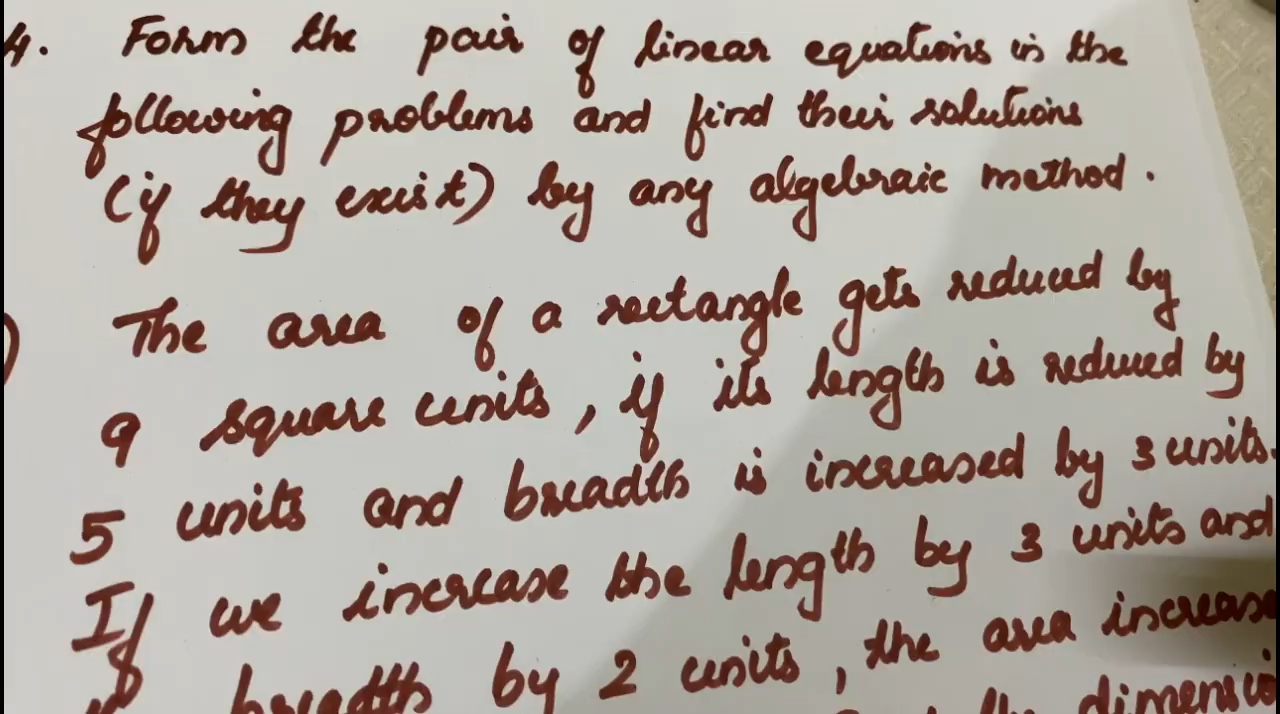 4. Form the pair of linear equations in the
following problems and find their solutions
(if they exist) by any algebraic method.
) The area of a rectangle gets reduced by
9 square units, if its length is reduced by
5 units and breadth is increased by 3 units.
If we increase the length by 3 units and
breadth by 2 units, the area increase
the dimensio